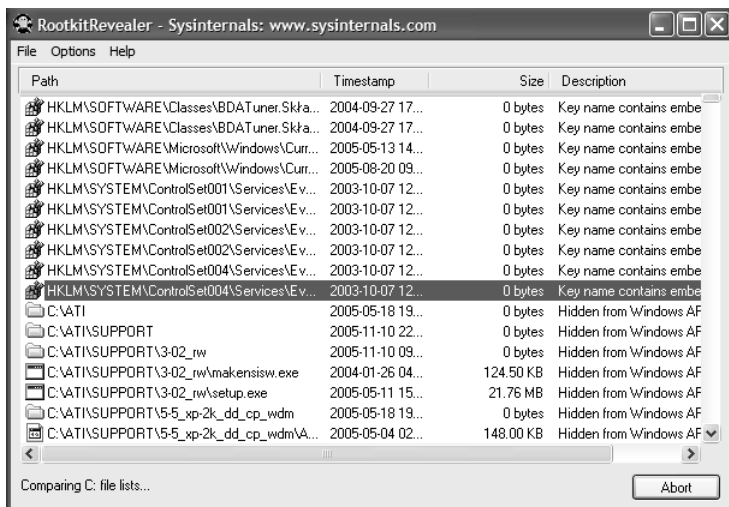 RootkitRevealer - Sysinternals: www.sysinternals.com
File Options Help
Path Timestamp Size Description
HKLM\SOFTWARE\Classes\BDATuner.Skła... 2004-09-27 17... 0 bytes Key name contains embe
HKLM\SOFTWARE\Classes\BDATuner.Skła... 2004-09-27 17... 0 bytes Key name contains embe
HKLM\SOFTWARE\Microsoft\Windows\Curr... 2005-05-13 14... 0 bytes Key name contains embe
HKLM\SOFTWARE\Microsoft\Windows\Curr... 2005-08-20 09... 0 bytes Key name contains embe
HKLM\SYSTEM\ControlSet001\Services\Ev... 2003-10-07 12... 0 bytes Key name contains embe
HKLM\SYSTEM\ControlSet001\Services\Ev... 2003-10-07 12... 0 bytes Key name contains embe
HKLM\SYSTEM\ControlSet002\Services\Ev... 2003-10-07 12... 0 bytes Key name contains embe
HKLM\SYSTEM\ControlSet002\Services\Ev... 2003-10-07 12... 0 bytes Key name contains embe
HKLM\SYSTEM\ControlSet004\Services\Ev... 2003-10-07 12... 0 bytes Key name contains embe
HKLM\SYSTEM\ControlSet004\Services\Ev... 2003-10-07 12... 0 bytes Key name contains embe
C:\ATI 2005-05-18 19... 0 bytes Hidden from Windows AF
C:\ATI\SUPPORT 2005-11-10 22... 0 bytes Hidden from Windows AF
C:\ATI\SUPPORT\3-02_rw 2005-11-10 09... 0 bytes Hidden from Windows AF
C:\ATI\SUPPORT\3-02_rw\makensisw.exe 2004-01-26 04... 124.50 KB Hidden from Windows AF
C:\ATI\SUPPORT\3-02_rw\setup.exe 2005-05-11 15... 21.76 MB Hidden from Windows AF
C:\ATI\SUPPORT\5-5_xp-2k_dd_cp_wdm 2005-05-18 19... 0 bytes Hidden from Windows AF
C:\ATI\SUPPORT\5-5_xp-2k_dd_cp_wdm\A... 2005-05-04 02... 148.00 KB Hidden from Windows AF
Comparing C: file lists... Abort